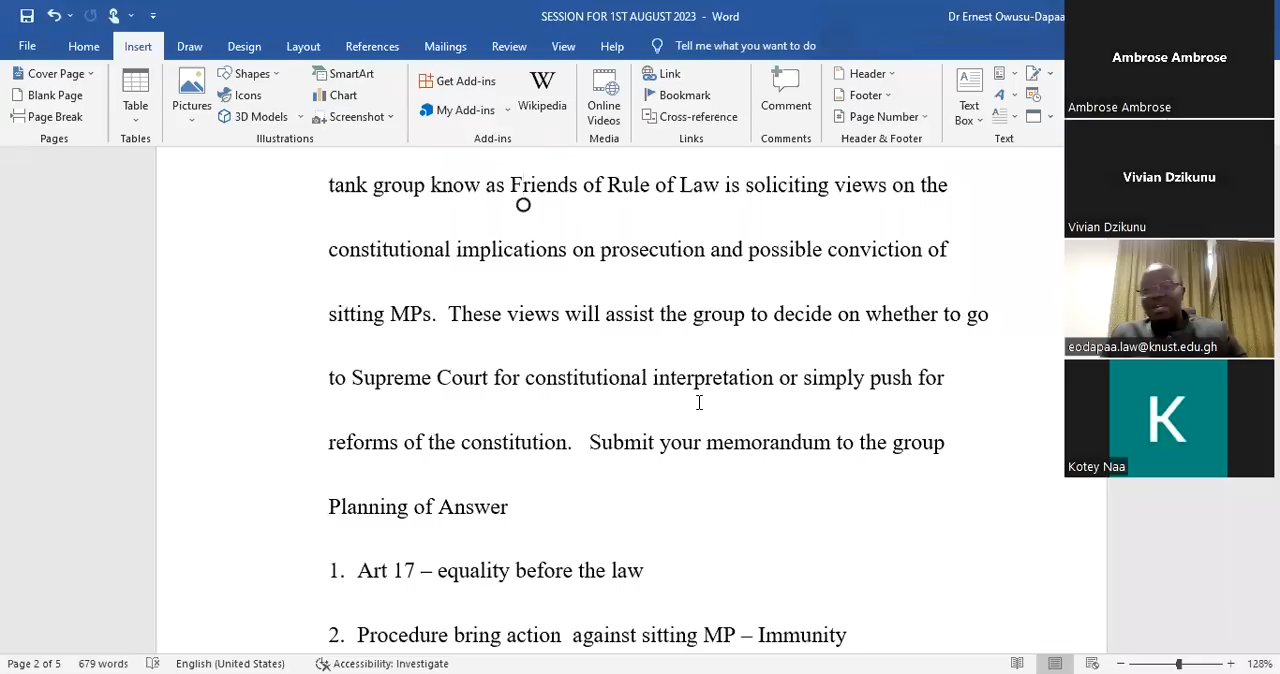 SESSION FOR 1ST AUGUST 2023 - Word
Dr Ernest Owusu-Dapaa
File Home Insert Draw Design Layout References Mailings Review View Help Tell me what you want to do
Cover Page
Blank Page
Page Break
Pages
Table
Tables
Pictures
Shapes
Icons
3D Models
SmartArt
Chart
Screenshot
Illustrations
Get Add-ins
My Add-ins
Wikipedia
Add-ins
Online
Videos
Media
Link
Bookmark
Cross-reference
Links
Comment
Comments
Header
Footer
Page Number
Header & Footer
Text
Box
Text
tank group know as Friends of Rule of Law is soliciting views on the
constitutional implications on prosecution and possible conviction of
sitting MPs. These views will assist the group to decide on whether to go
to Supreme Court for constitutional interpretation or simply push for
reforms of the constitution. Submit your memorandum to the group
Planning of Answer
1. Art 17 – equality before the law
2. Procedure bring action against sitting MP – Immunity
Ambrose Ambrose
Ambrose Ambrose
Vivian Dzikunu
Vivian Dzikunu
eodapaa.law@knust.edu.gh
K
Kotey Naa
Page 2 of 5 679 words English (United States) Accessibility: Investigate 128%